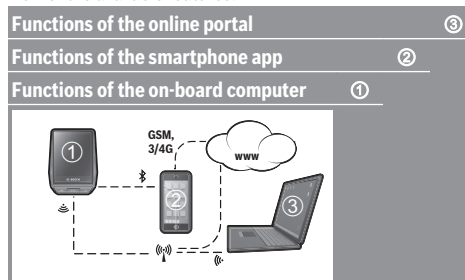 Functions of the online portal ③
Functions of the smartphone app ②
Functions of the on-board computer ①
GSM,
3/4G
www
①
②
③